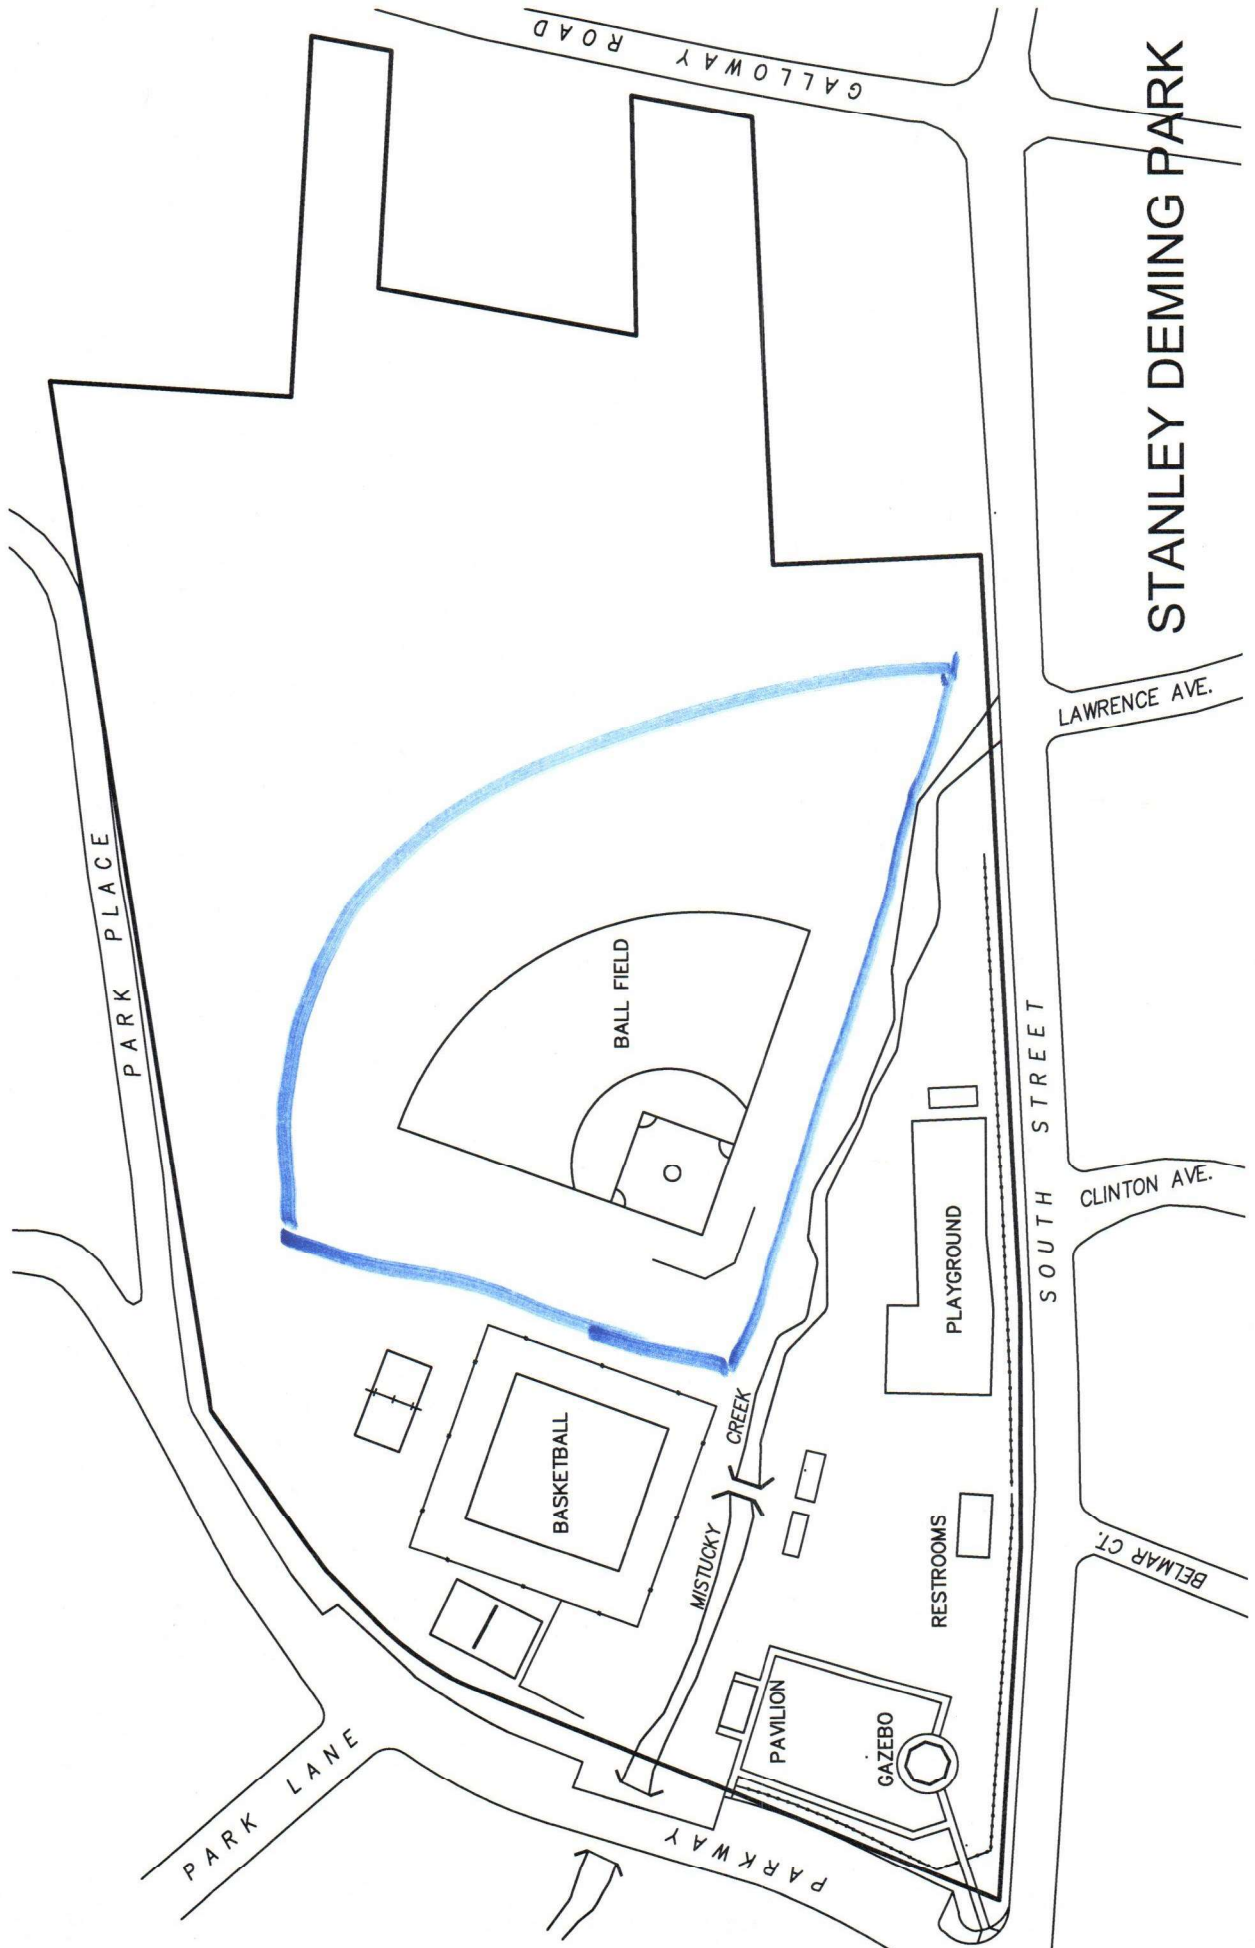 STANLEY DEMING PARK
GALLOWAY ROAD
PARK PLACE
PARK LANE
PARKWAY
SOUTH STREET
LAWRENCE AVE.
CLINTON AVE.
BELMAR CT.
BALL FIELD
BASKETBALL
MISTUCKY CREEK
PLAYGROUND
RESTROOMS
PAVILION
GAZEBO